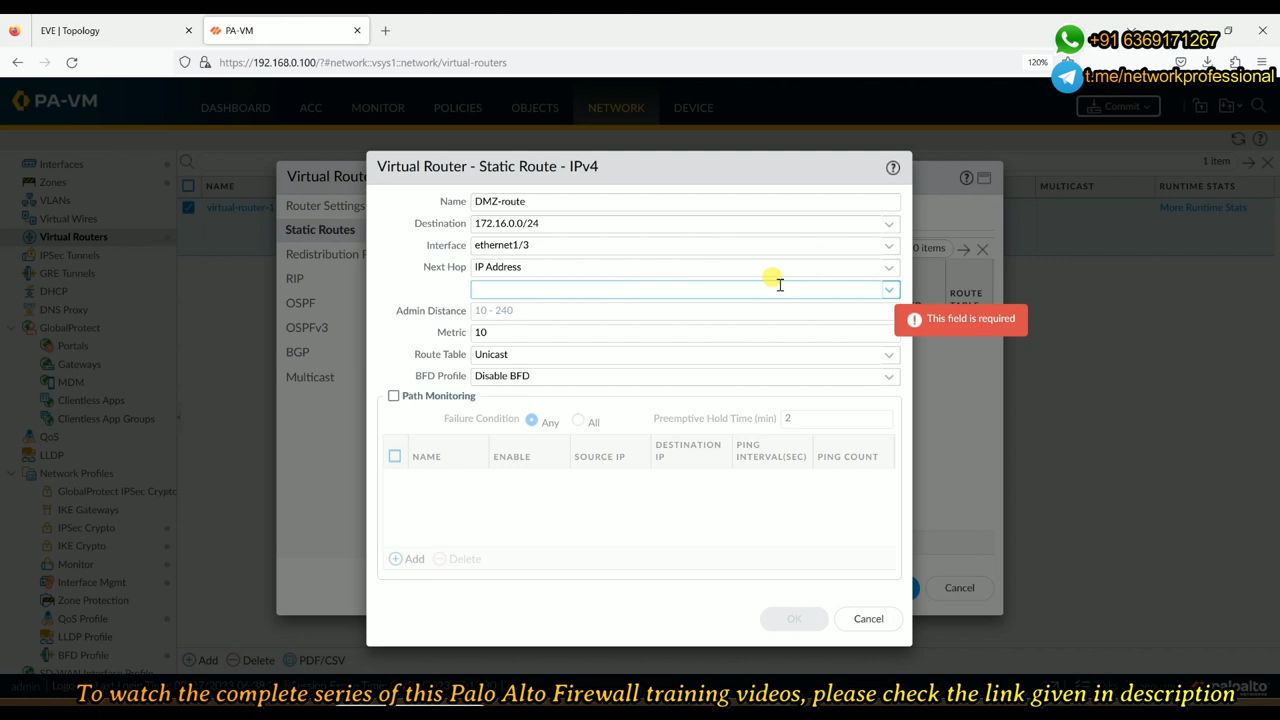 EVE | Topology
PA-VM
+91 6369171267
https://192.168.0.100/?#network::vsys1::network/virtual-routers
120%
t.me/networkprofessional
PA-VM
DASHBOARD
ACC
MONITOR
POLICIES
OBJECTS
NETWORK
DEVICE
Commit
Interfaces
Zones
VLANs
Virtual Wires
Virtual Routers
IPSec Tunnels
GRE Tunnels
DHCP
DNS Proxy
GlobalProtect
Portals
Gateways
MDM
Clientless Apps
Clientless App Groups
QoS
LLDP
Network Profiles
GlobalProtect IPSec Crypto
IKE Gateways
IPSec Crypto
IKE Crypto
Monitor
Interface Mgmt
Zone Protection
QoS Profile
LLDP Profile
BFD Profile
SD-WAN Interface Profile
1 item
NAME
MULTICAST
RUNTIME STATS
virtual-router-1
More Runtime Stats
Virtual Route
Router Settings
Static Routes
Redistribution
RIP
OSPF
OSPFv3
BGP
Multicast
0 items
ROUTE
Cancel
Virtual Router - Static Route - IPv4
Name DMZ-route
Destination 172.16.0.0/24
Interface ethernet1/3
Next Hop IP Address
Admin Distance 10 - 240
This field is required
Metric 10
Route Table Unicast
BFD Profile Disable BFD
Path Monitoring
Failure Condition Any All Preemptive Hold Time (min) 2
NAME ENABLE SOURCE IP DESTINATION IP PING INTERVAL(SEC) PING COUNT
Add Delete
OK Cancel
Add Delete PDF/CSV
admin
paloalto
To watch the complete series of this Palo Alto Firewall training videos, please check the link given in description